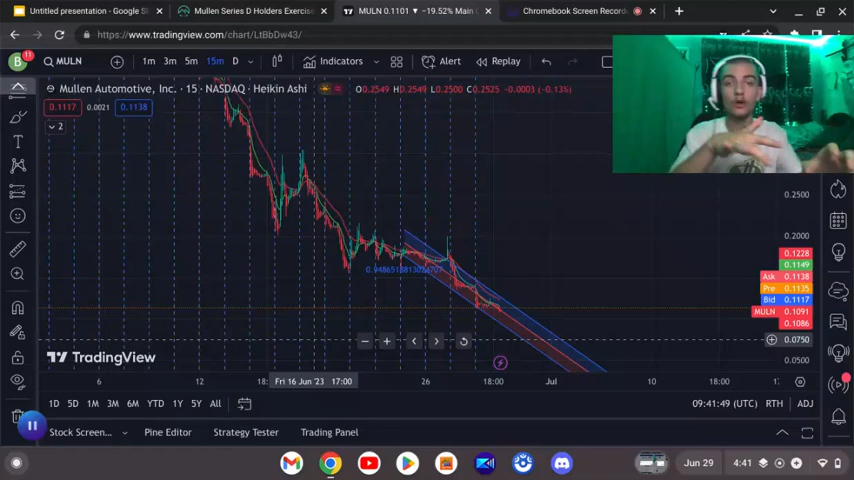 Untitled presentation - Google Sl
Mullen Series D Holders Exercise
MULN 0.1101 ▼ −19.52% Main U
Chromebook Screen Record
https://www.tradingview.com/chart/LtBbDw43/
B
11
MULN
1m 3m 5m 15m D
Indicators
Alert
Replay
Mullen Automotive, Inc. · 15 · NASDAQ · Heikin Ashi
O0.2549 H0.2549 L0.2500 C0.2525 -0.0003 (-0.13%)
0.1117 0.0021 0.1138
2
0.2500
0.2000
0.1228
0.1149
Ask 0.1138
Pre 0.1135
Bid 0.1117
MULN 0.1091
0.1086
0.0750
0.0500
TradingView
6 12 18: Fri 16 Jun '23 17:00 26 18:00 Jul 10 18:00
1D 5D 1M 3M 6M YTD 1Y 5Y All
09:41:49 (UTC) RTH ADJ
Stock Screen... Pine Editor Strategy Tester Trading Panel
Jun 29 4:41